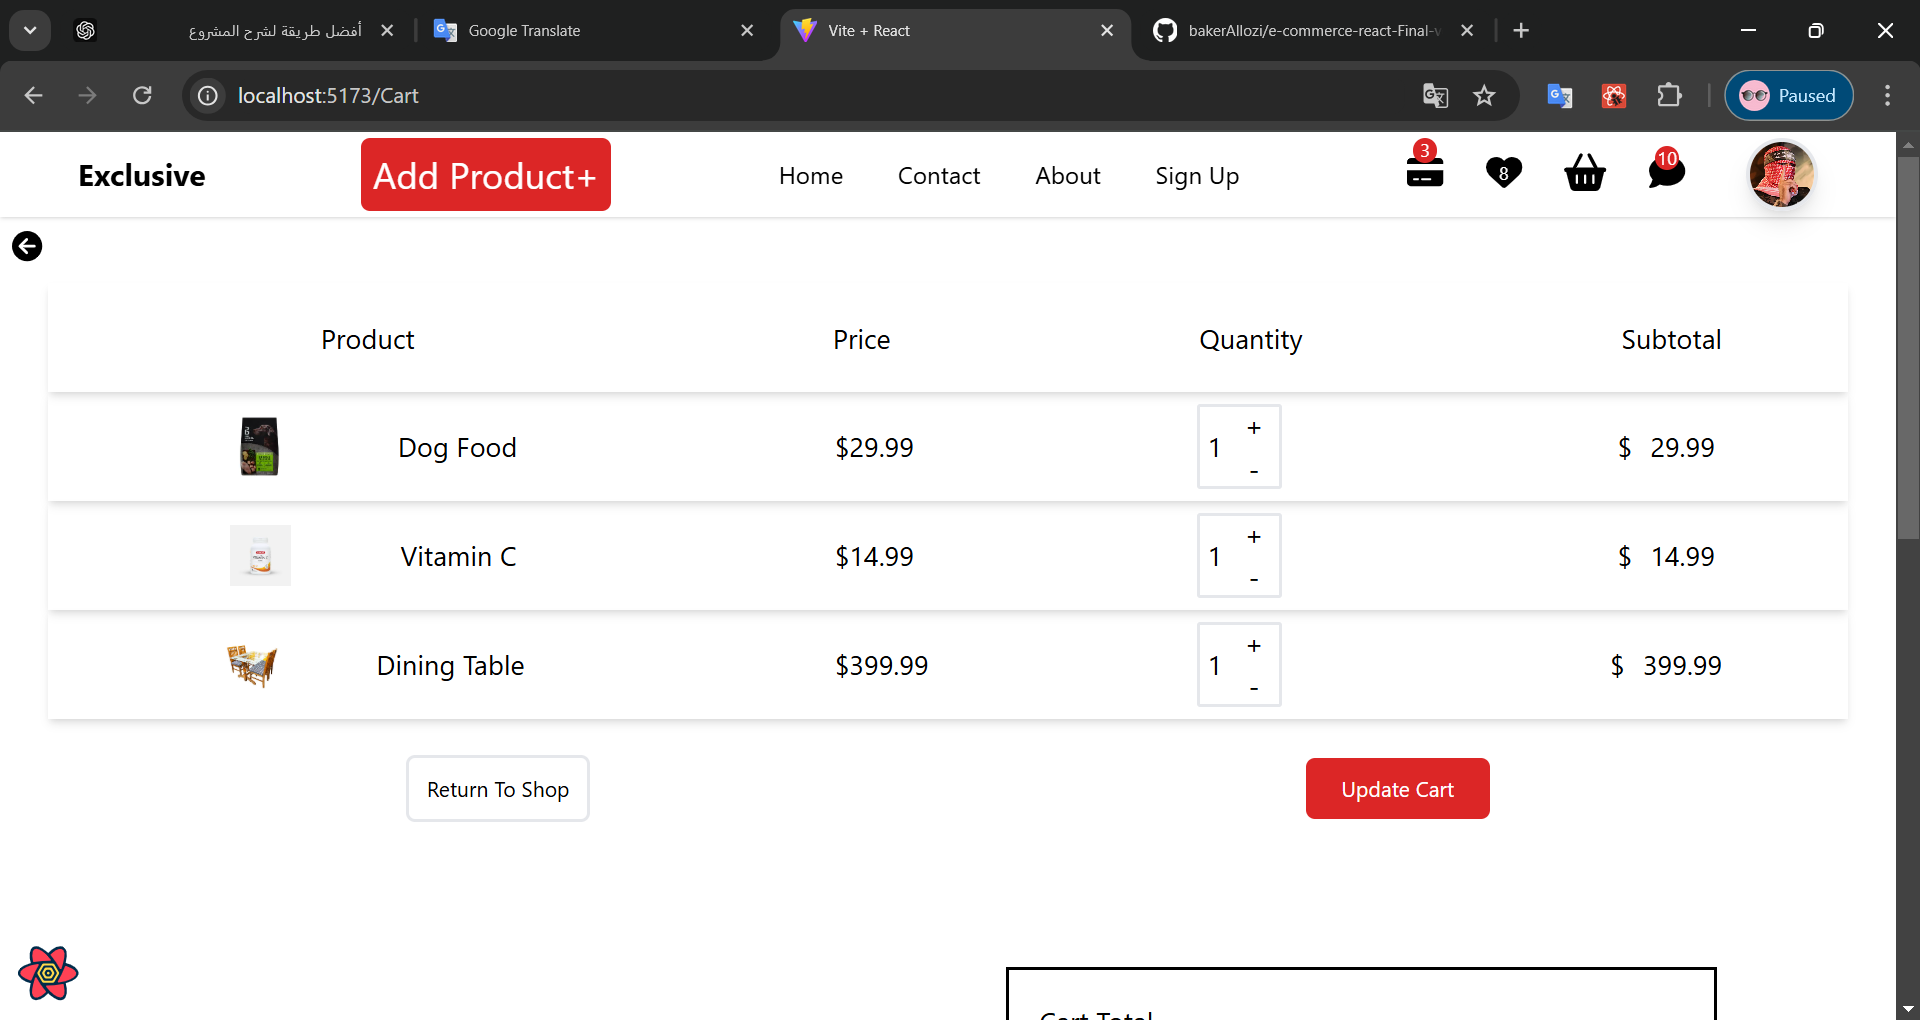 أفضل طريقة لشرح المشروع
Google Translate
Vite + React
bakerAllozi/e-commerce-react-Final-v
localhost:5173/Cart
Paused
Exclusive
Add Product+
Home
Contact
About
Sign Up
3
8
10
Product
Price
Quantity
Subtotal
Dog Food
$29.99
1
+
-
$ 29.99
Vitamin C
$14.99
1
+
-
$ 14.99
Dining Table
$399.99
1
+
-
$ 399.99
Return To Shop
Update Cart
Cart Total